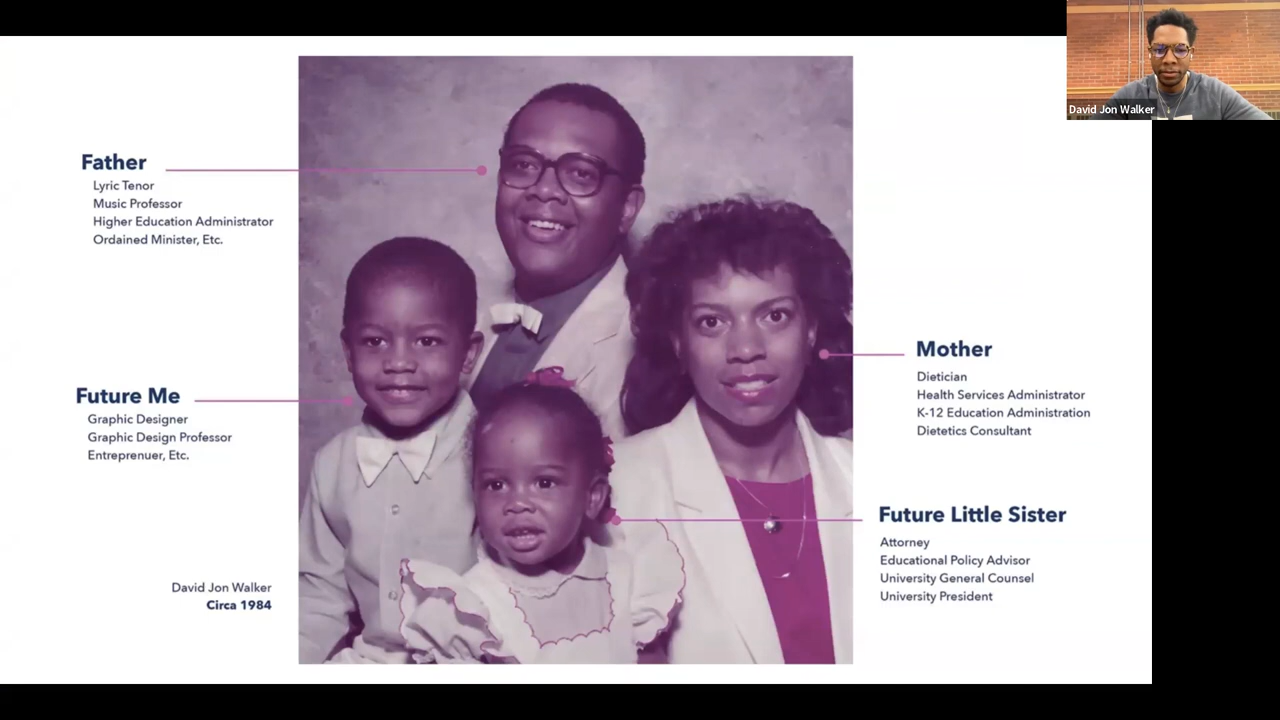 David Jon Walker
Father
Lyric Tenor
Music Professor
Higher Education Administrator
Ordained Minister, Etc.
Future Me
Graphic Designer
Graphic Design Professor
Entreprenuer, Etc.
David Jon Walker
Circa 1984
Mother
Dietician
Health Services Administrator
K-12 Education Administration
Dietetics Consultant
Future Little Sister
Attorney
Educational Policy Advisor
University General Counsel
University President